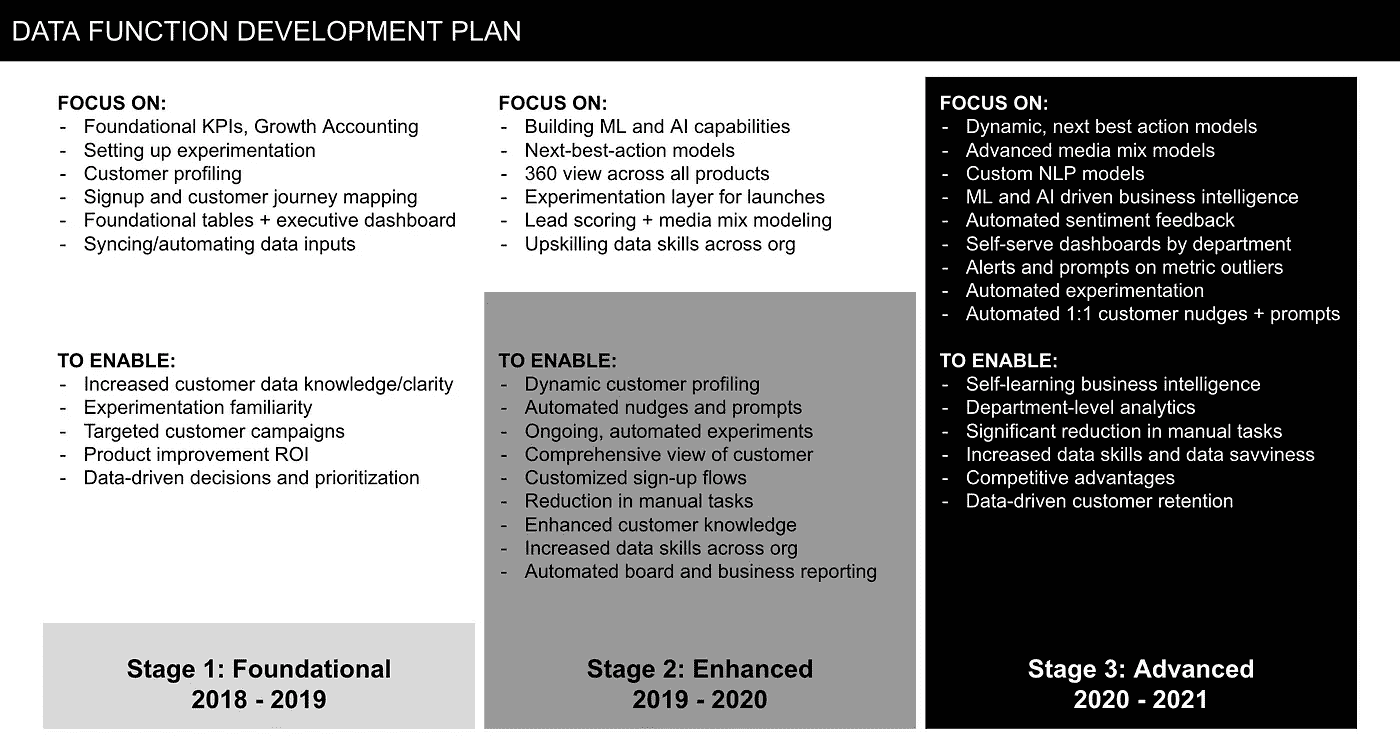 DATA FUNCTION DEVELOPMENT PLAN
FOCUS ON:
- Foundational KPIs, Growth Accounting
- Setting up experimentation
- Customer profiling
- Signup and customer journey mapping
- Foundational tables + executive dashboard
- Syncing/automating data inputs
TO ENABLE:
- Increased customer data knowledge/clarity
- Experimentation familiarity
- Targeted customer campaigns
- Product improvement ROI
- Data-driven decisions and prioritization
Stage 1: Foundational
2018 - 2019
FOCUS ON:
- Building ML and AI capabilities
- Next-best-action models
- 360 view across all products
- Experimentation layer for launches
- Lead scoring + media mix modeling
- Upskilling data skills across org
TO ENABLE:
- Dynamic customer profiling
- Automated nudges and prompts
- Ongoing, automated experiments
- Comprehensive view of customer
- Customized sign-up flows
- Reduction in manual tasks
- Enhanced customer knowledge
- Increased data skills across org
- Automated board and business reporting
Stage 2: Enhanced
2019 - 2020
FOCUS ON:
- Dynamic, next best action models
- Advanced media mix models
- Custom NLP models
- ML and AI driven business intelligence
- Automated sentiment feedback
- Self-serve dashboards by department
- Alerts and prompts on metric outliers
- Automated experimentation
- Automated 1:1 customer nudges + prompts
TO ENABLE:
- Self-learning business intelligence
- Department-level analytics
- Significant reduction in manual tasks
- Increased data skills and data savviness
- Competitive advantages
- Data-driven customer retention
Stage 3: Advanced
2020 - 2021